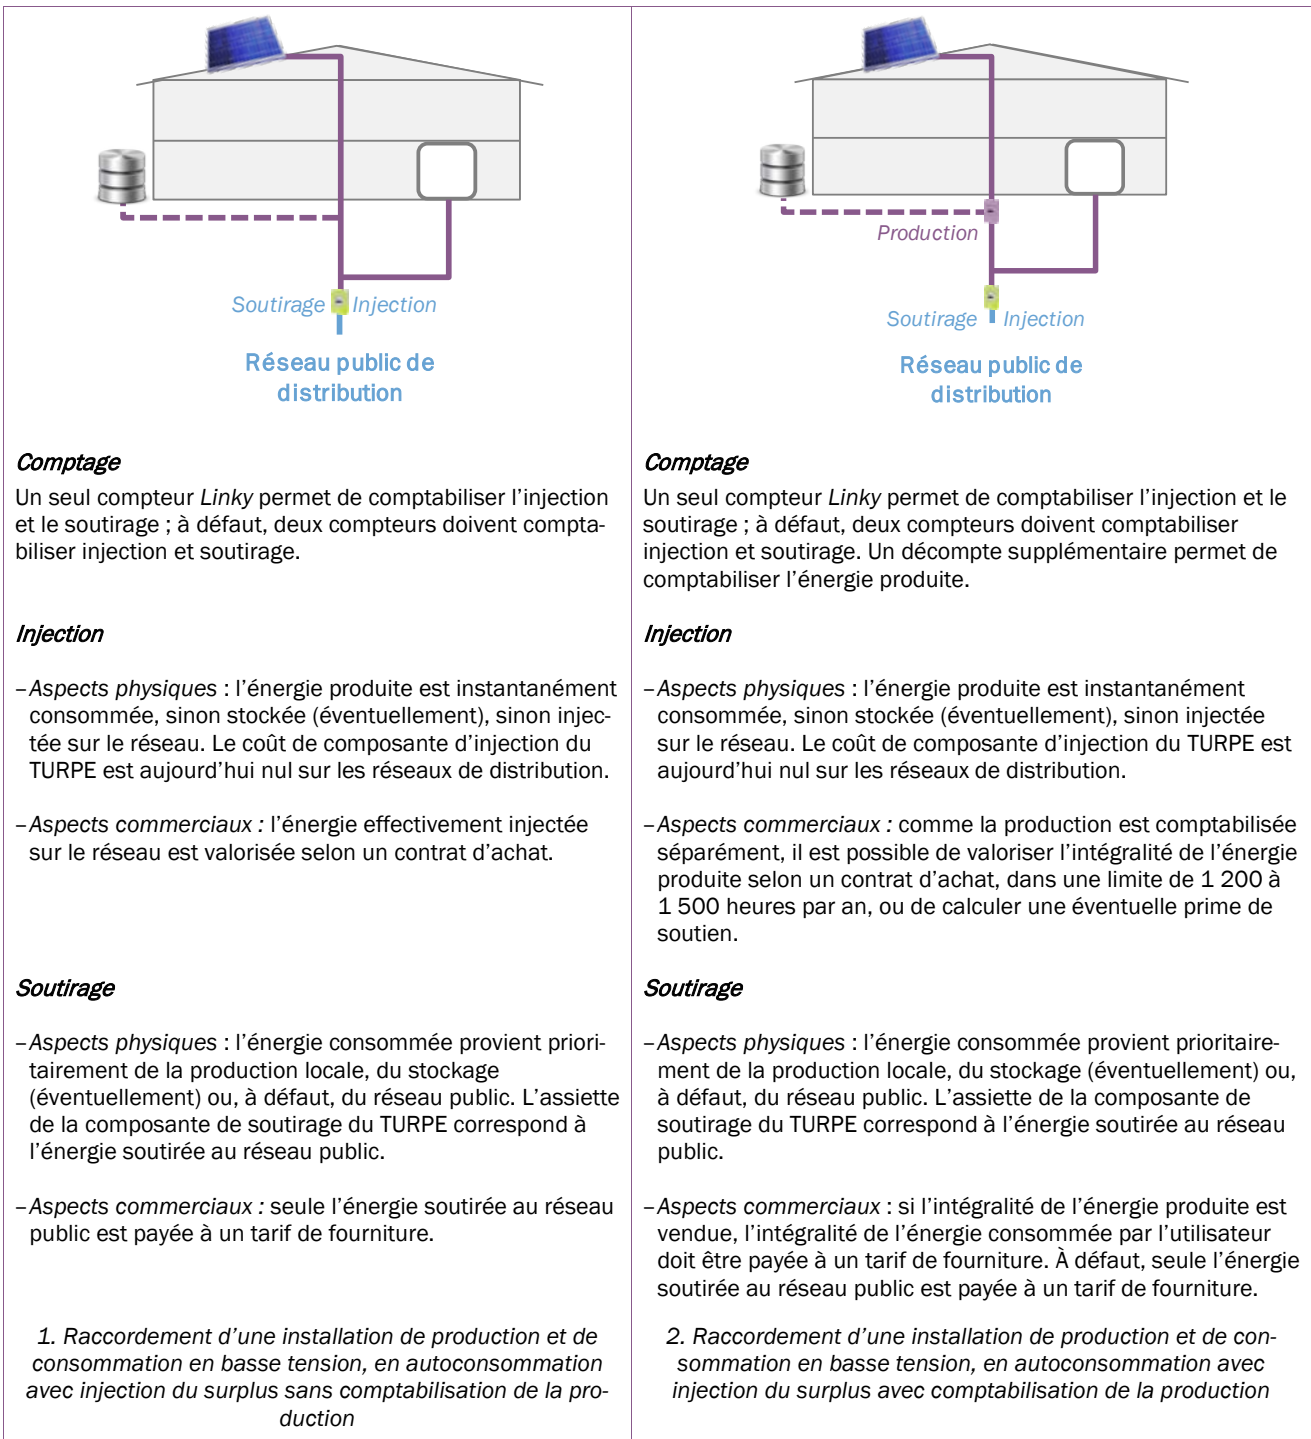 Soutirage Injection
Réseau public de
distribution
Comptage
Un seul compteur Linky permet de comptabiliser l’injection
et le soutirage ; à défaut, deux compteurs doivent compta-
biliser injection et soutirage.
Injection
–Aspects physiques : l’énergie produite est instantanément
consommée, sinon stockée (éventuellement), sinon injec-
tée sur le réseau. Le coût de composante d’injection du
TURPE est aujourd’hui nul sur les réseaux de distribution.
–Aspects commerciaux : l’énergie effectivement injectée
sur le réseau est valorisée selon un contrat d’achat.
Soutirage
–Aspects physiques : l’énergie consommée provient priori-
tairement de la production locale, du stockage
(éventuellement) ou, à défaut, du réseau public. L’assiette
de la composante de soutirage du TURPE correspond à
l’énergie soutirée au réseau public.
–Aspects commerciaux : seule l’énergie soutirée au réseau
public est payée à un tarif de fourniture.
1. Raccordement d’une installation de production et de
consommation en basse tension, en autoconsommation
avec injection du surplus sans comptabilisation de la pro-
duction
Production
Soutirage Injection
Réseau public de
distribution
Comptage
Un seul compteur Linky permet de comptabiliser l’injection et le
soutirage ; à défaut, deux compteurs doivent comptabiliser
injection et soutirage. Un décompte supplémentaire permet de
comptabiliser l’énergie produite.
Injection
–Aspects physiques : l’énergie produite est instantanément
consommée, sinon stockée (éventuellement), sinon injectée
sur le réseau. Le coût de composante d’injection du TURPE est
aujourd’hui nul sur les réseaux de distribution.
–Aspects commerciaux : comme la production est comptabilisée
séparément, il est possible de valoriser l’intégralité de l’énergie
produite selon un contrat d’achat, dans une limite de 1 200 à
1 500 heures par an, ou de calculer une éventuelle prime de
soutien.
Soutirage
–Aspects physiques : l’énergie consommée provient prioritaire-
ment de la production locale, du stockage (éventuellement) ou,
à défaut, du réseau public. L’assiette de la composante de
soutirage du TURPE correspond à l’énergie soutirée au réseau
public.
–Aspects commerciaux : si l’intégralité de l’énergie produite est
vendue, l’intégralité de l’énergie consommée par l’utilisateur
doit être payée à un tarif de fourniture. À défaut, seule l’énergie
soutirée au réseau public est payée à un tarif de fourniture.
2. Raccordement d’une installation de production et de con-
sommation en basse tension, en autoconsommation avec
injection du surplus avec comptabilisation de la production